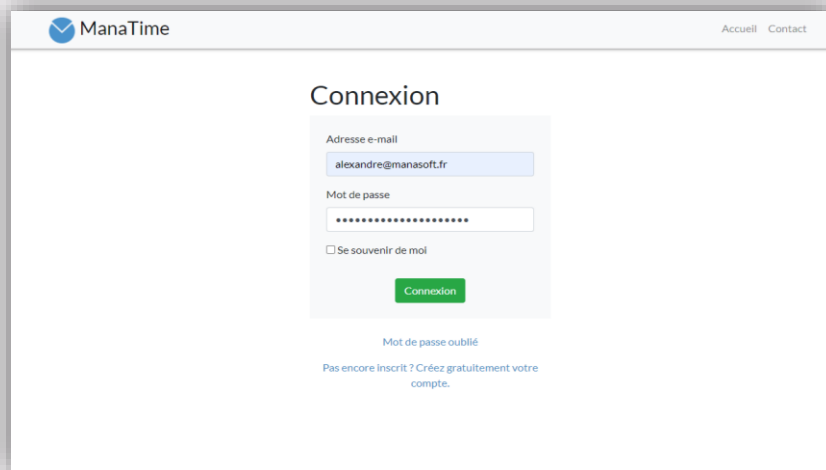 ManaTime
Accueil Contact
Connexion
Adresse e-mail
alexandre@manasoft.fr
Mot de passe
•••••••••••••••••••••
Se souvenir de moi
Connexion
Mot de passe oublié
Pas encore inscrit ? Créez gratuitement votre
compte.